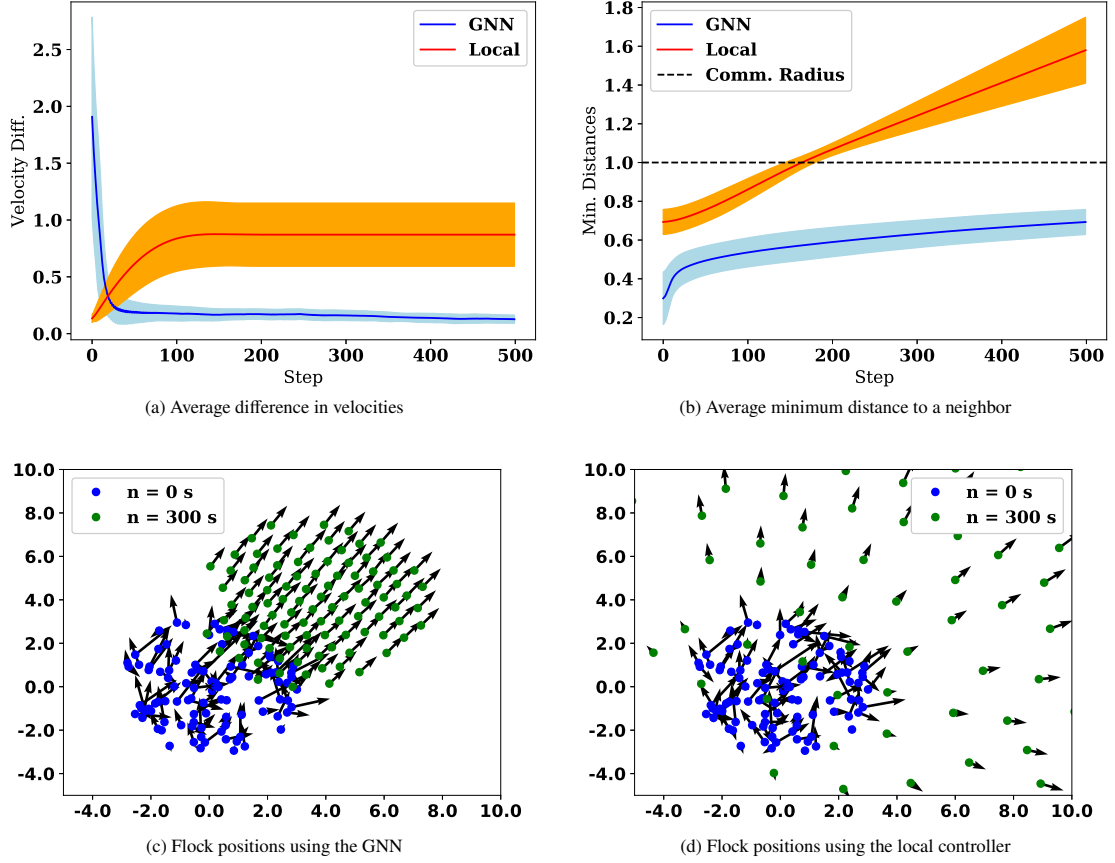 GNN
Local
2.5
2.0
1.5
1.0
0.5
0.0
Velocity Diff.
0 100 200 300 400 500
Step
(a) Average difference in velocities
GNN
Local
Comm. Radius
1.8
1.6
1.4
1.2
1.0
0.8
0.6
0.4
0.2
Min. Distances
0 100 200 300 400 500
Step
(b) Average minimum distance to a neighbor
n = 0 s
n = 300 s
10.0
8.0
6.0
4.0
2.0
0.0
-2.0
-4.0
-4.0 -2.0 0.0 2.0 4.0 6.0 8.0 10.0
(c) Flock positions using the GNN
n = 0 s
n = 300 s
10.0
8.0
6.0
4.0
2.0
0.0
-2.0
-4.0
-4.0 -2.0 0.0 2.0 4.0 6.0 8.0 10.0
(d) Flock positions using the local controller